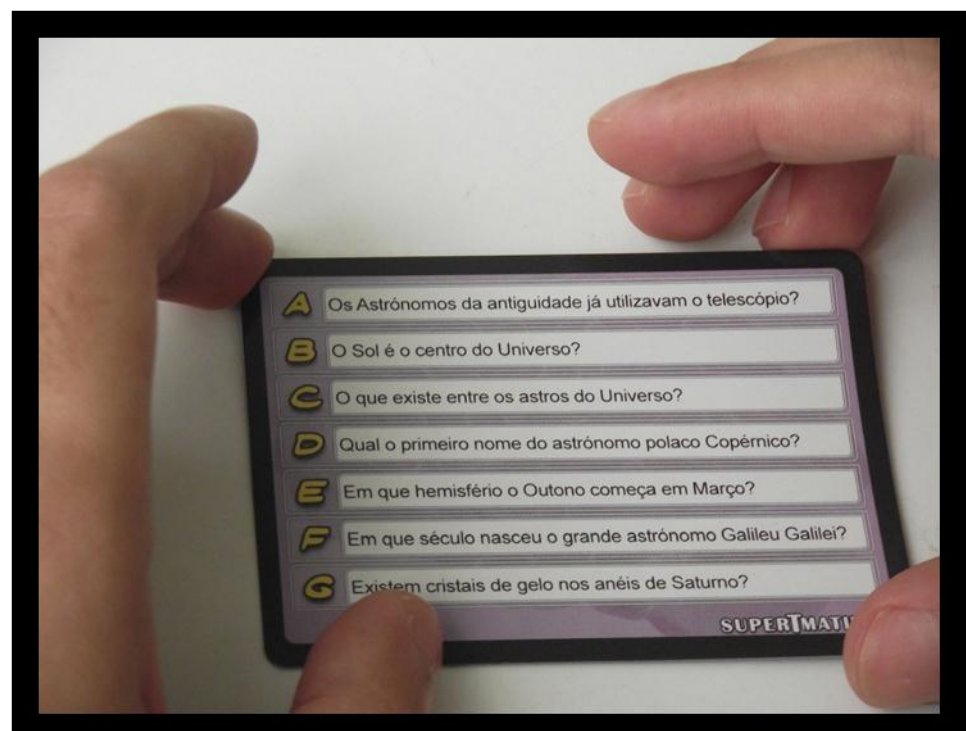 A Os Astrónomos da antiguidade já utilizavam o telescópio?
B O Sol é o centro do Universo?
C O que existe entre os astros do Universo?
D Qual o primeiro nome do astrónomo polaco Copérnico?
E Em que hemisfério o Outono começa em Março?
F Em que século nasceu o grande astrónomo Galileu Galilei?
G Existem cristais de gelo nos anéis de Saturno?